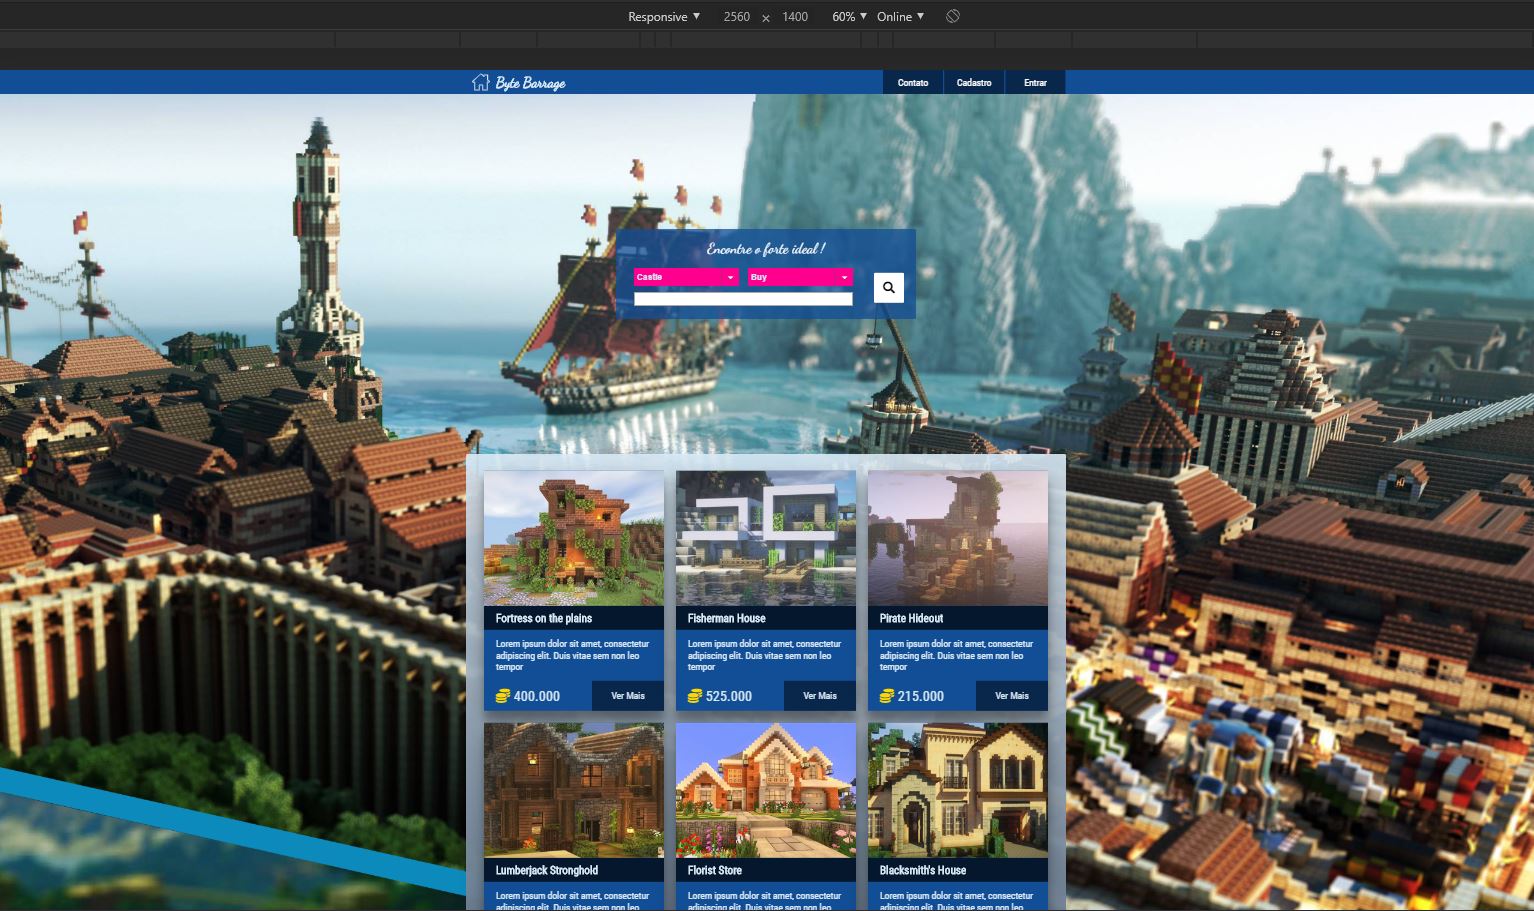 Responsive 2560 × 1400 60% Online
Byte Barrage
Contato Cadastro Entrar
Encontre o forte ideal !
Castle Buy
Fortress on the plains
Lorem ipsum dolor sit amet, consectetur
adipiscing elit. Duis vitae sem non leo
tempor
400.000 Ver Mais
Fisherman House
Lorem ipsum dolor sit amet, consectetur
adipiscing elit. Duis vitae sem non leo
tempor
525.000 Ver Mais
Pirate Hideout
Lorem ipsum dolor sit amet, consectetur
adipiscing elit. Duis vitae sem non leo
tempor
215.000 Ver Mais
Lumberjack Stronghold
Lorem ipsum dolor sit amet, consectetur
adipiscing elit. Duis vitae sem non leo
Florist Store
Lorem ipsum dolor sit amet, consectetur
adipiscing elit. Duis vitae sem non leo
Blacksmith's House
Lorem ipsum dolor sit amet, consectetur
adipiscing elit. Duis vitae sem non leo